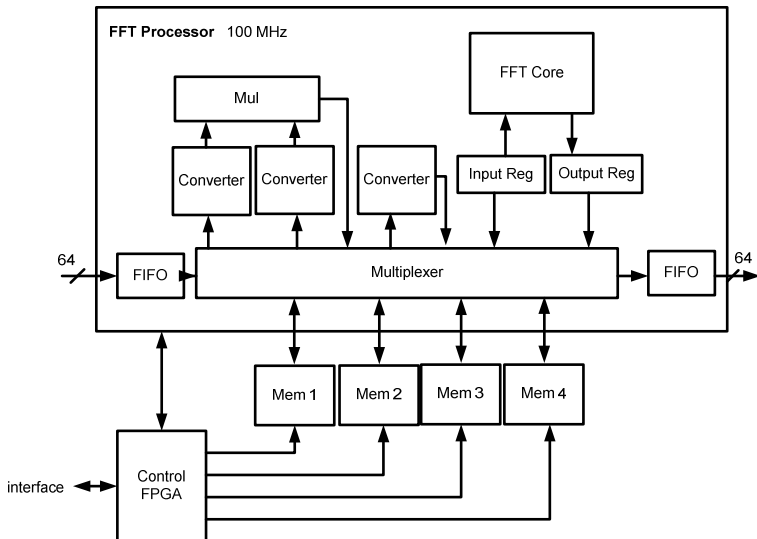 FFT Processor 100 MHz
FFT Core
Mul
Converter
Converter
Converter
Input Reg
Output Reg
64
FIFO
Multiplexer
FIFO
64
Mem 1
Mem 2
Mem 3
Mem 4
Control
FPGA
interface